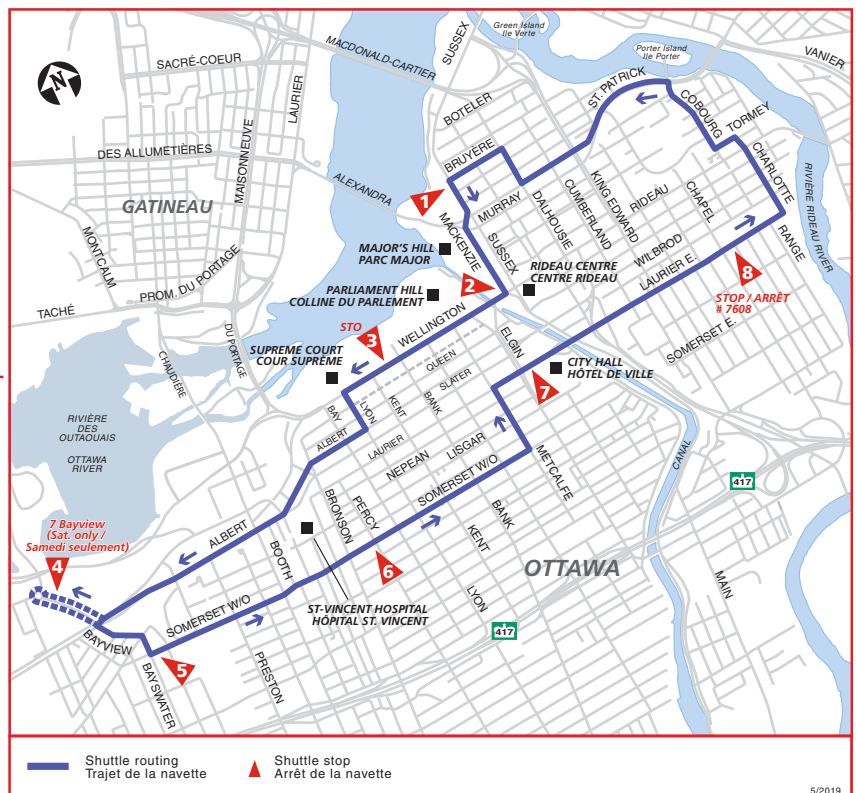 Green Island
Ile Verte
SUSSEX
Porter Island
Ile Porter
MACDONALD-CARTIER
VANIER
SACRÉ-COEUR
N
LAURIER
ST. PATRICK
COBOURG
BOTELER
TORMEY
DES ALLUMETIÈRES
MAISONNEUVE
BRUYÈRE
CHARLOTTE
ALEXANDRA
RIVIÈRE RIDEAU RIVER
GATINEAU
1
MURRAY
DALHOUSIE
CUMBERLAND
KING EDWARD
RIDEAU
CHAPEL
MACKENZIE
SUSSEX
MONTCALM
MAJOR'S HILL
PARC MAJOR
WILBROD
RANGE
LAURIER E.
RIDEAU CENTRE
CENTRE RIDEAU
8
STOP / ARRÊT
# 7608
PROM. DU PORTAGE
2
PARLIAMENT HILL
COLLINE DU PARLEMENT
TACHÉ
STO
3
WELLINGTON
DU PORTAGE
CHAUDIÈRE
SUPREME COURT
COUR SUPRÊME
ELGIN
SOMERSET E.
QUEEN
SLATER
CITY HALL
HÔTEL DE VILLE
7
BAY
LYON
KENT
BANK
RIVIÈRE
DES
OUTAOUAIS
OTTAWA
RIVER
ALBERT
LAURIER
NEPEAN
LISGAR
METCALFE
CANAL
SOMERSET W/O
417
BRONSON
PERCY
BANK
KENT
7 Bayview
(Sat. only /
Samedi seulement)
4
ALBERT
BOOTH
6
OTTAWA
MAIN
LYON
SOMERSET W/O
ST-VINCENT HOSPITAL
HÔPITAL ST. VINCENT
417
BAYVIEW
5
BAYSWATER
PRESTON
Shuttle routing
Trajet de la navette
Shuttle stop
Arrêt de la navette
5/2019